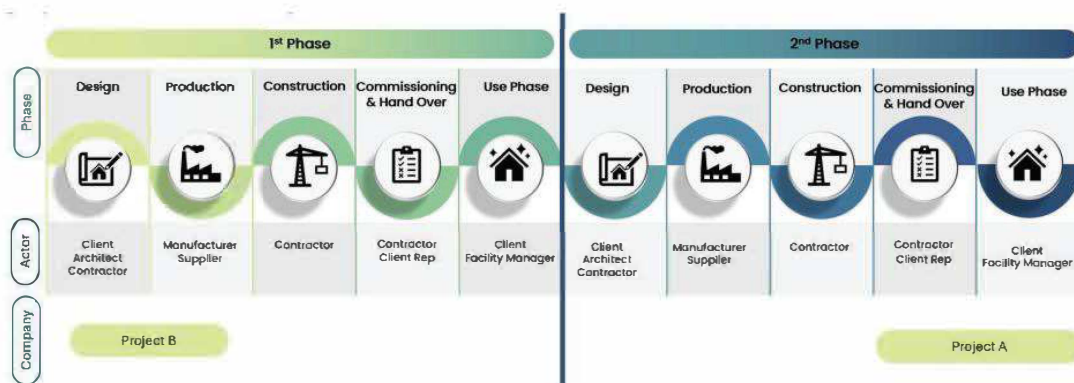 1st Phase
2nd Phase
Phase
Design
Production
Construction
Commissioning
& Hand Over
Use Phase
Design
Production
Construction
Commissioning
& Hand Over
Use Phase
Actor
Client
Architect
Contractor
Manufacturer
Supplier
Contractor
Contractor
Client Rep
Client
Facility Manager
Client
Architect
Contractor
Manufacturer
Supplier
Contractor
Contractor
Client Rep
Client
Facility Manager
Company
Project B
Project A